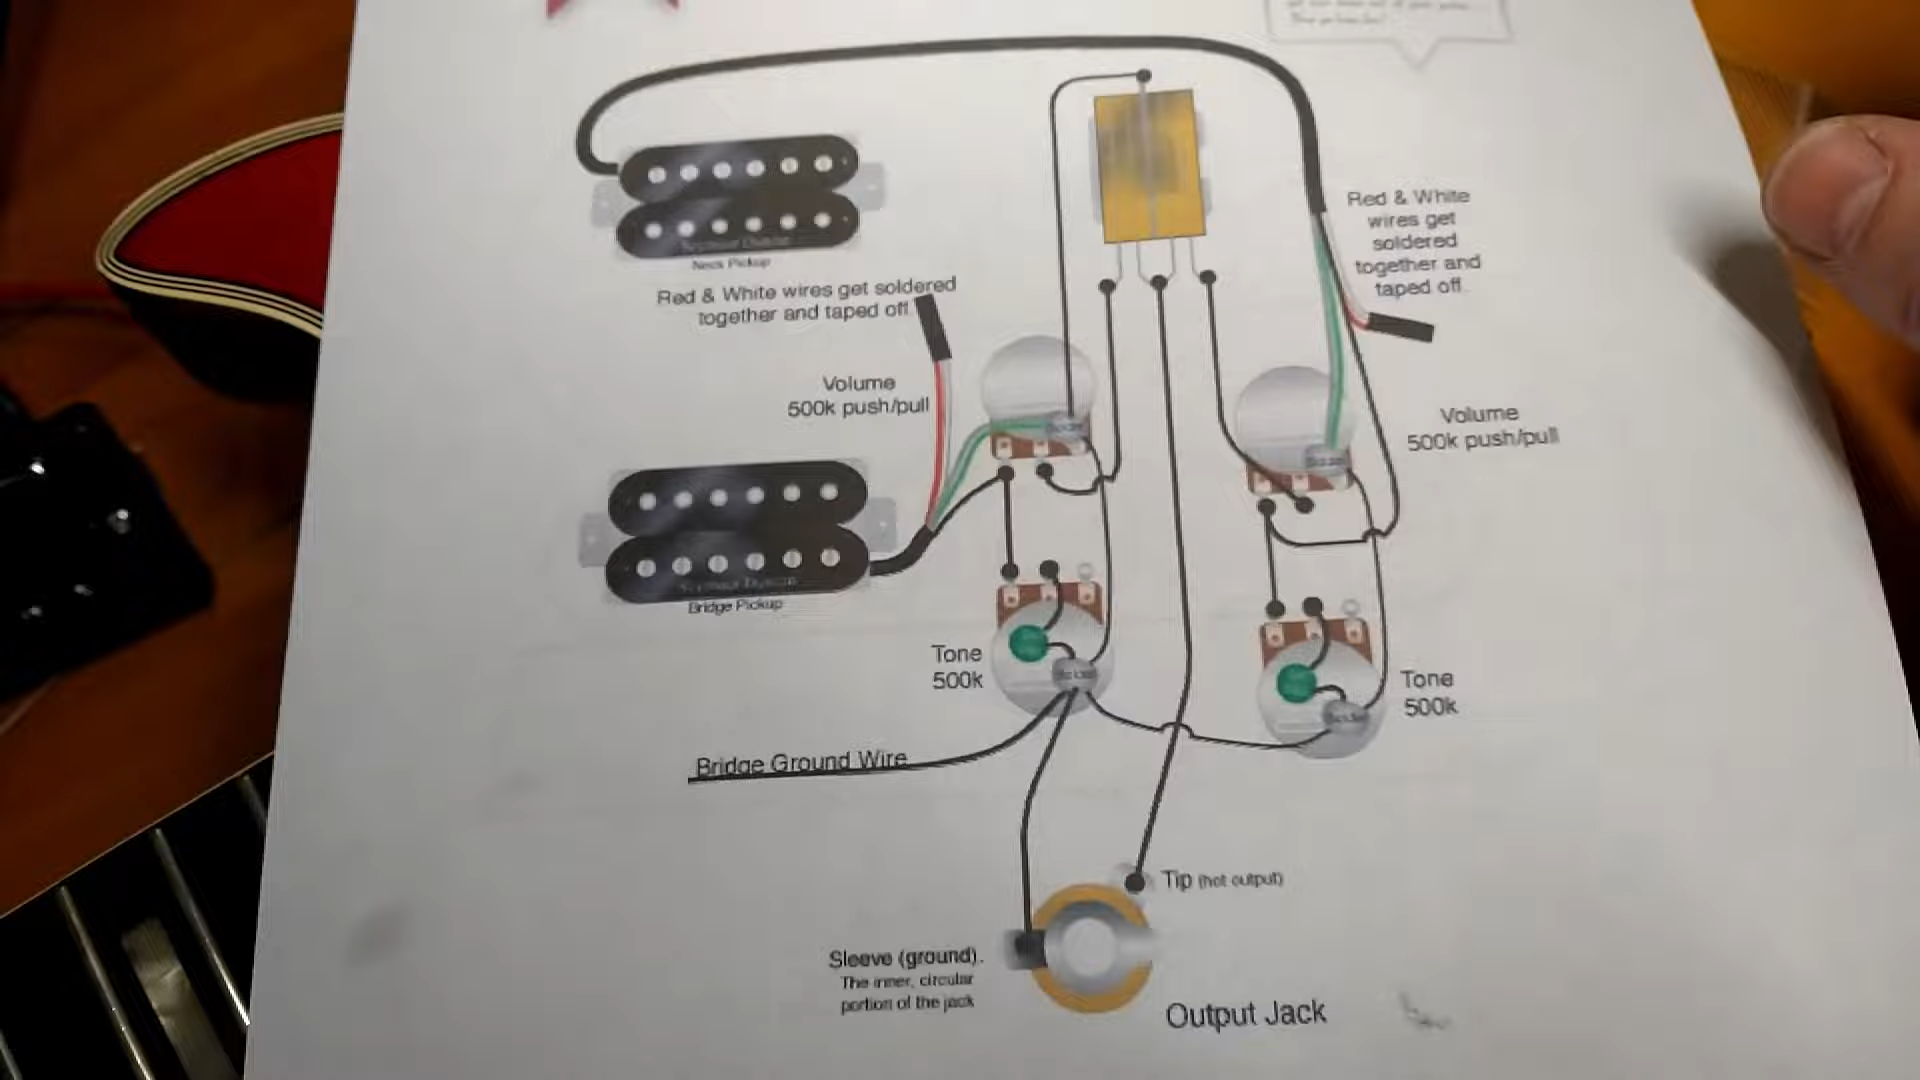 Neck Pickup
Red & White wires get soldered
together and taped off.
Red & White
wires get
soldered
together and
taped off.
Volume
500k push/pull
Volume
500k push/pull
Seymour Duncan
Bridge Pickup
Tone
500k
Tone
500k
Bridge Ground Wire
Tip (hot output)
Sleeve (ground).
The inner, circular
portion of the jack
Output Jack